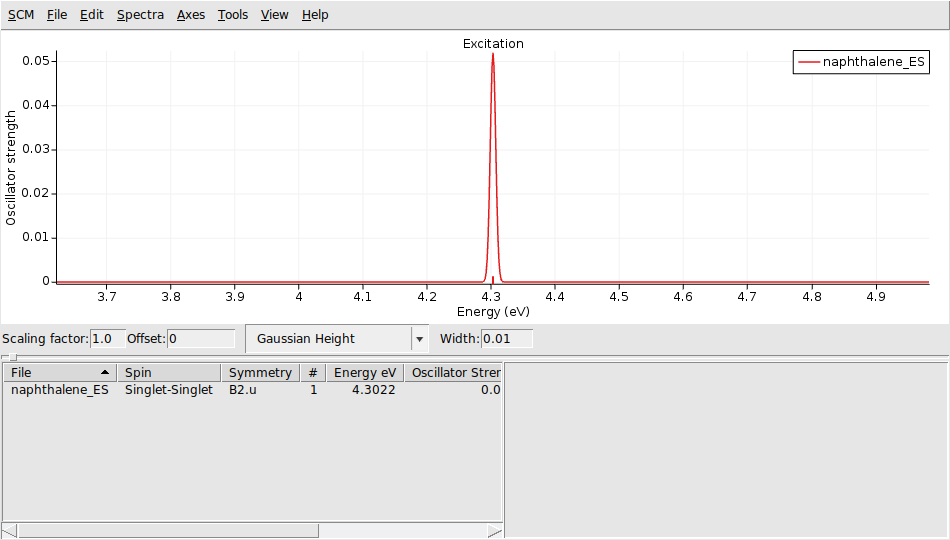 SCM File Edit Spectra Axes Tools View Help
Excitation
naphthalene_ES
Oscillator strength
0.05
0.04
0.03
0.02
0.01
0
3.7 3.8 3.9 4 4.1 4.2 4.3 4.4 4.5 4.6 4.7 4.8 4.9
Energy (eV)
Scaling factor: 1.0 Offset: 0 Gaussian Height Width: 0.01
File Spin Symmetry # Energy eV Oscillator Stren
naphthalene_ES Singlet-Singlet B2.u 1 4.3022 0.0